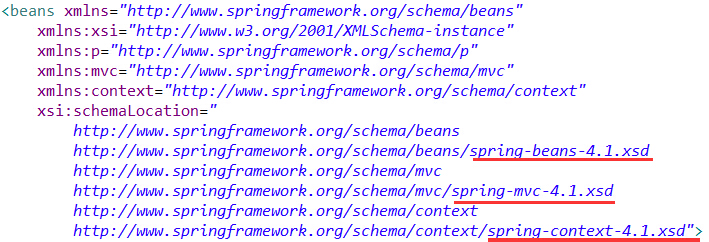 <beans xmlns="http://www.springframework.org/schema/beans"
xmlns:xsi="http://www.w3.org/2001/XMLSchema-instance"
xmlns:p="http://www.springframework.org/schema/p"
xmlns:mvc="http://www.springframework.org/schema/mvc"
xmlns:context="http://www.springframework.org/schema/context"
xsi:schemaLocation="
http://www.springframework.org/schema/beans
http://www.springframework.org/schema/beans/spring-beans-4.1.xsd
http://www.springframework.org/schema/mvc
http://www.springframework.org/schema/mvc/spring-mvc-4.1.xsd
http://www.springframework.org/schema/context
http://www.springframework.org/schema/context/spring-context-4.1.xsd">